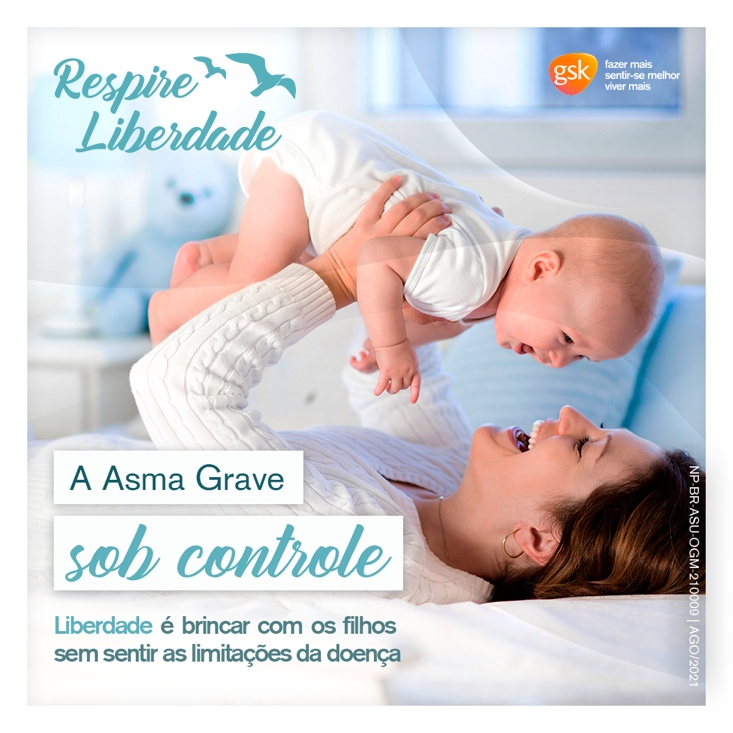 Respire
Liberdade
gsk
fazer mais
sentir-se melhor
viver mais
A Asma Grave
sob controle
Liberdade é brincar com os filhos
sem sentir as limitações da doença
NP-BR-ASU-OGM-210009 | AGO/2021